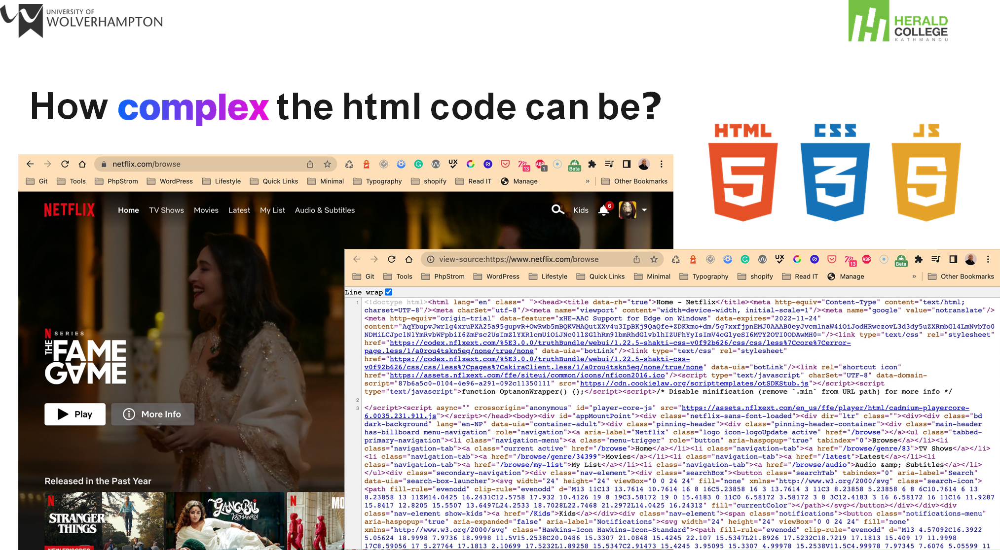 UNIVERSITY OF
WOLVERHAMPTON
HERALD
COLLEGE
KATHMANDU
How complex the html code can be?
HTML
CSS
JS
netflix.com/browse
13
1
Beta
Git Tools PhpStrom WordPress Lifestyle Quick Links Minimal Typography shopify Read IT Manage » Other Bookmarks
NETFLIX Home TV Shows Movies Latest My List Audio & Subtitles Kids 6
N SERIES
THE FAME
GAME
Play More Info
Released in the Past Year
STRANGER
THINGS
NEW EPISODES
GANGUBAI
KATHIAWADI
view-source:https://www.netflix.com/browse
UX
ABP
13
Beta
Git Tools PhpStrom WordPress Lifestyle Quick Links Minimal Typography shopify Read IT Manage » Other Bookmarks
Line wrap
1 <!doctype html><html lang="en" class=" "><head><title data-rh="true">Home - Netflix</title><meta http-equiv="Content-Type" content="text/html;
charset=UTF-8"/><meta charSet="utf-8"/><meta name="viewport" content="width=device-width, initial-scale=1"/><meta name="google" value="notranslate"/>
<meta http-equiv="origin-trial" data-feature="xHE-AAC Support for Edge on Windows" data-expires="2022-11-24"
href="https://codex.nflxext.com/%5E3.0.0/truthBundle/webui/1.22.5-shakti-css-v0f92b626/css/css/less%7Ccore%7Cerror-
page.less/1/a0rou4tskn5eq/none/true/none" data-uia="botLink"/><link type="text/css" rel="stylesheet"
href="https://codex.nflxext.com/%5E3.0.0/truthBundle/webui/1.22.5-shakti-css-
v0f92b626/css/css/less%7Cpages%7CakiraClient.less/1/a0rou4tskn5eq/none/true/none" data-uia="botLink"/><link rel="shortcut icon"
href="https://assets.nflxext.com/ffe/siteui/common/icons/nficon2016.ico"/><script type="text/javascript" charSet="UTF-8" data-domain-
script="87b6a5c0-0104-4e96-a291-092c11350111" src="https://cdn.cookielaw.org/scripttemplates/otSDKStub.js"></script><script
type="text/javascript">function OptanonWrapper() {};</script><script>/* Disable minification (remove `.min` from URL path) for more info */
2
3 </script><script async="" crossorigin="anonymous" id="player-core-js" src="https://assets.nflxext.com/en_us/ffe/player/html/cadmium-playercore-
6.0035.231.911.js"></script></head><body><div id="appMountPoint"><div class="netflix-sans-font-loaded"><div dir="ltr" class=""><div><div class="bd
dark-background" lang="en-NP" data-uia="container-adult"><div class="pinning-header"><div class="pinning-header-container"><div class="main-header
has-billboard menu-navigation" role="navigation"><a aria-label="Netflix" class="logo icon-logoUpdate active" href="/browse"></a><ul class="tabbed-
primary-navigation"><li class="navigation-menu"><a class="menu-trigger" role="button" aria-haspopup="true" tabindex="0">Browse</a></li><li
class="navigation-tab"><a class="current active" href="/browse">Home</a></li><li class="navigation-tab"><a href="/browse/genre/83">TV Shows</a></li>
<li class="navigation-tab"><a href="/browse/genre/34399">Movies</a></li><li class="navigation-tab"><a href="/latest">Latest</a></li><li
class="navigation-tab"><a href="/browse/my-list">My List</a></li><li class="navigation-tab"><a href="/browse/audio">Audio &amp; Subtitles</a></li>
</ul><div class="secondary-navigation"><div class="nav-element"><div class="searchBox"><button class="searchTab" tabindex="0" aria-label="Search"
data-uia="search-box-launcher"><svg width="24" height="24" viewBox="0 0 24 24" fill="none" xmlns="http://www.w3.org/2000/svg" class="search-icon">
<path fill-rule="evenodd" clip-rule="evenodd" d="M13 11C13 13.7614 10.7614 16 8 16C5.23858 16 3 13.7614 3 11C3 8.23858 5.23858 6 8 6C10.7614 6 13
8.23858 13 11ZM14.0425 16.2431C12.5758 17.932 10.4126 19 8 19C3.58172 19 0 15.4183 0 11C0 6.58172 3.58172 3 8 3C12.4183 3 16 6.58172 16 11C16 11.9287
15.8417 12.8205 15.5507 13.6497L24.2533 18.7028L22.7468 21.2972L14.0425 16.2431Z" fill="currentColor"></path></svg></button></div></div><div
class="nav-element show-kids"><a href="/Kids">Kids</a></div><div class="nav-element"><span class="notifications"><button class="notifications-menu"
aria-haspopup="true" aria-expanded="false" aria-label="Notifications"><svg width="24" height="24" viewBox="0 0 24 24" fill="none"
xmlns="http://www.w3.org/2000/svg" class="Hawkins-Icon Hawkins-Icon-Standard"><path fill-rule="evenodd" clip-rule="evenodd" d="M13 4.57092C16.3922
5.05624 18.9998 7.9736 18.9998 11.5V15.2538C20.0486 15.3307 21.0848 15.4245 22.107 15.5347L21.8926 17.5232C18.7219 17.1813 15.409 17 11.9998
17C8.59056 17 5.27764 17.1813 2.10699 17.5232L1.89258 15.5347C2.91473 15.4245 3.95095 15.3307 4.99978 15.2538V11.5C4.99978 7.97345 7.6076 5.05599 11